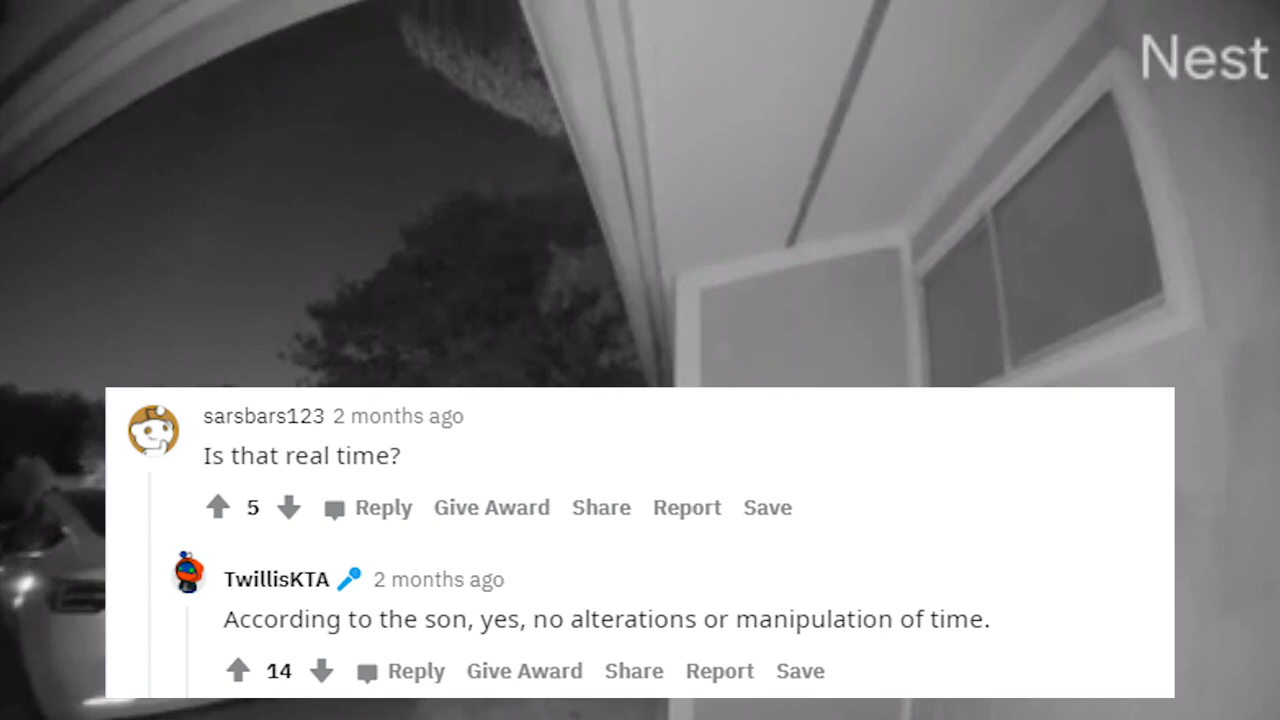 Nest
sarsbars123 2 months ago
Is that real time?
5 Reply Give Award Share Report Save
TwillisKTA 2 months ago
According to the son, yes, no alterations or manipulation of time.
14 Reply Give Award Share Report Save